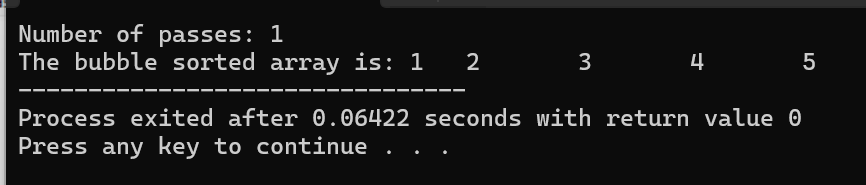 Number of passes: 1
The bubble sorted array is: 1   2       3       4       5
--------------------------------
Process exited after 0.06422 seconds with return value 0
Press any key to continue . . .